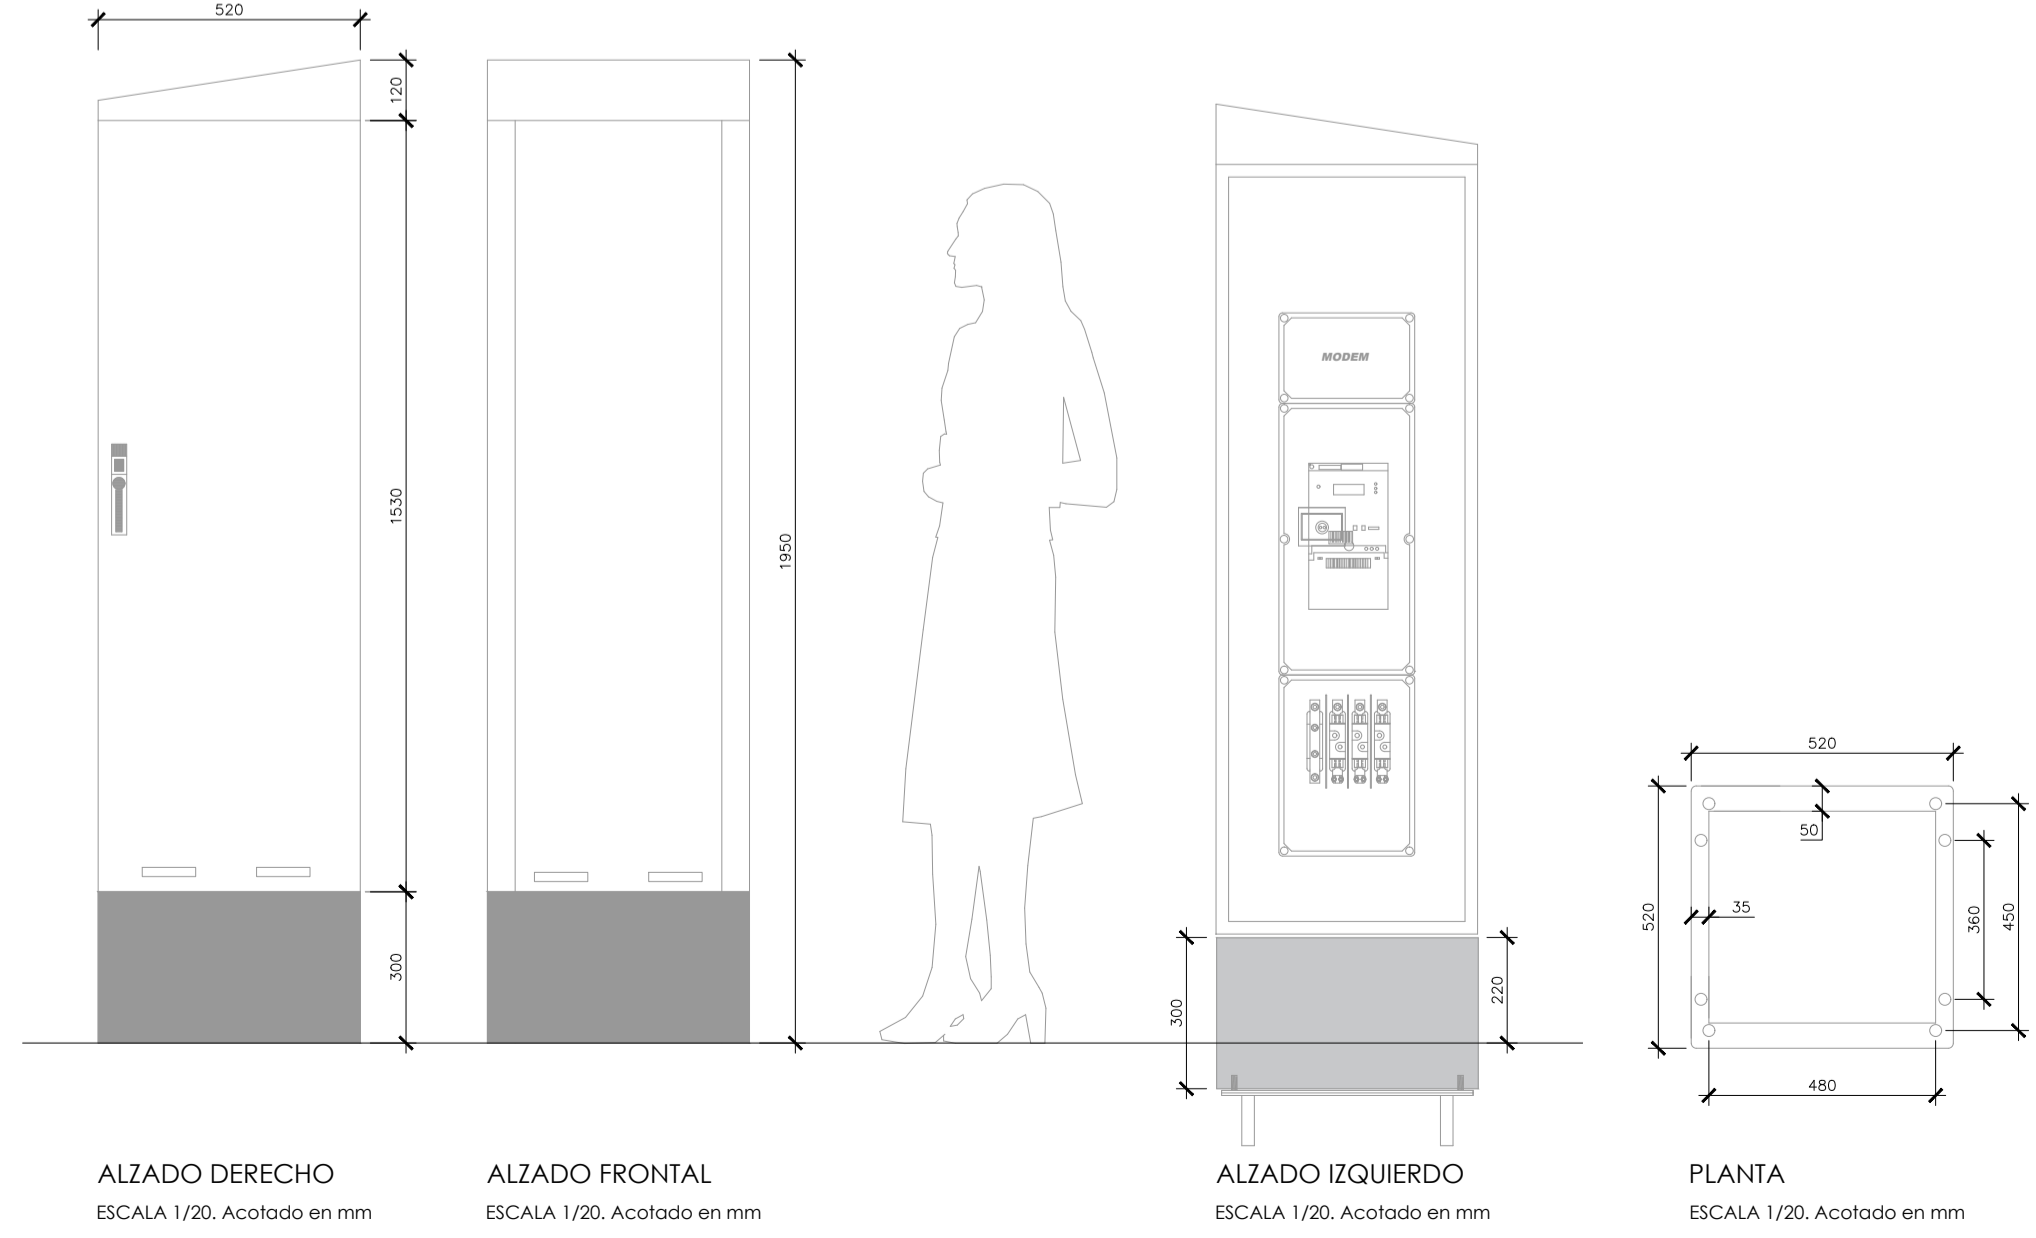 520
120
1530
300
1950
MODEM
300
220
520
50
35
520
360
450
480
ALZADO DERECHO
ESCALA 1/20. Acotado en mm
ALZADO FRONTAL
ESCALA 1/20. Acotado en mm
ALZADO IZQUIERDO
ESCALA 1/20. Acotado en mm
PLANTA
ESCALA 1/20. Acotado en mm